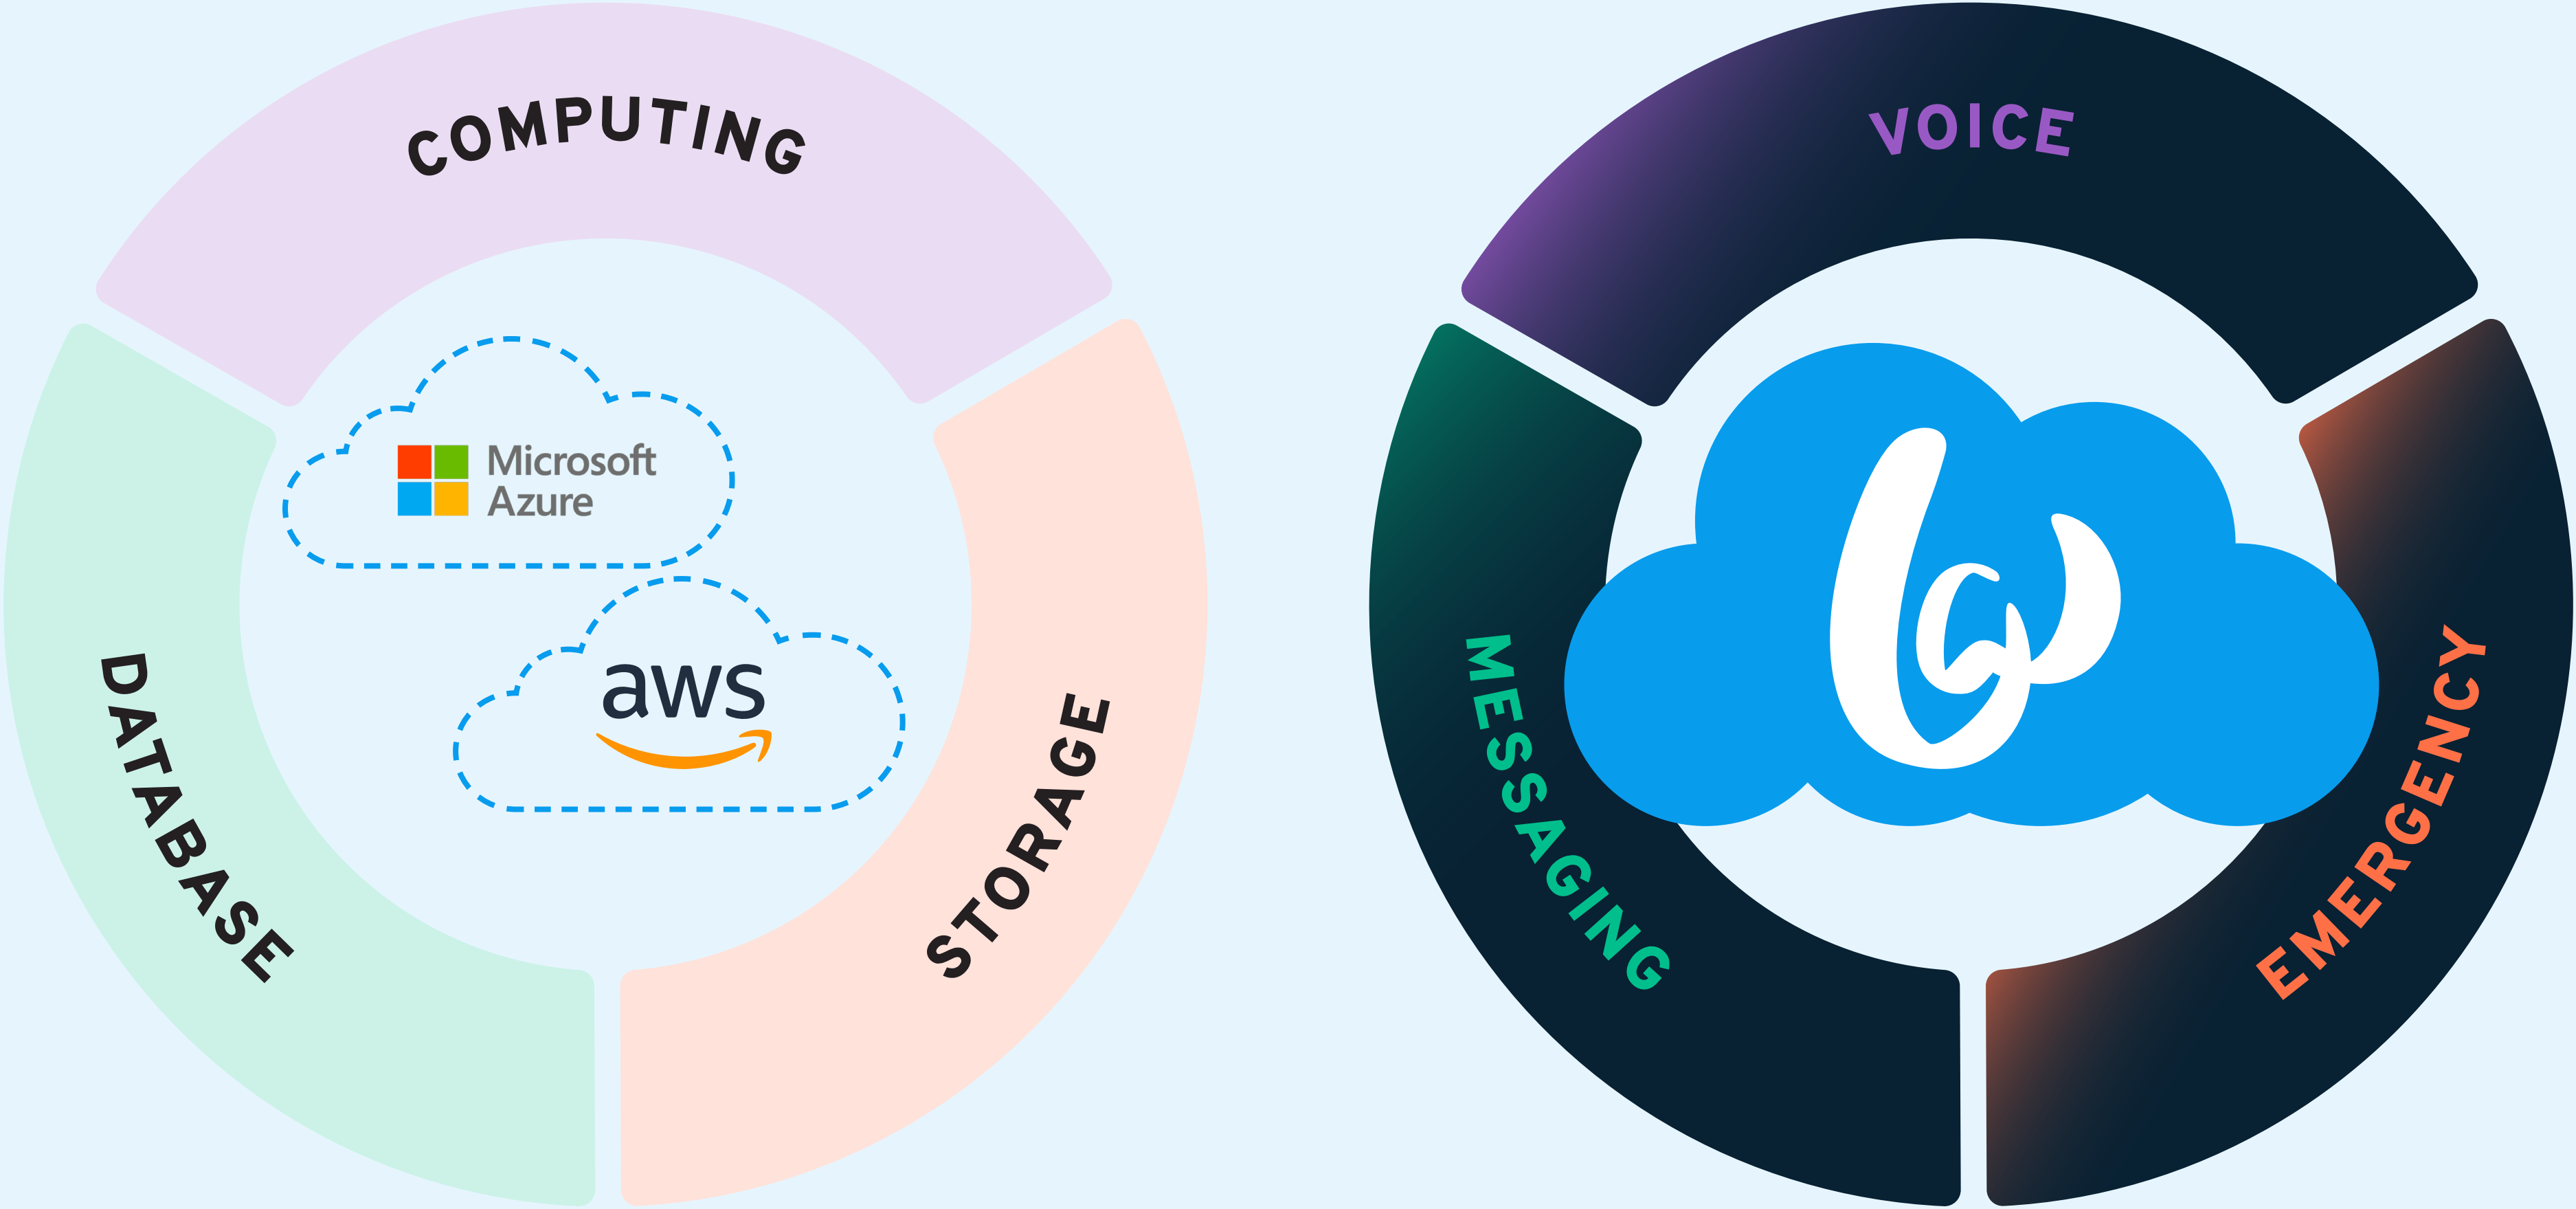 COMPUTING
Microsoft
Azure
aws
DATABASE
STORAGE
VOICE
MESSAGING
EMERGENCY